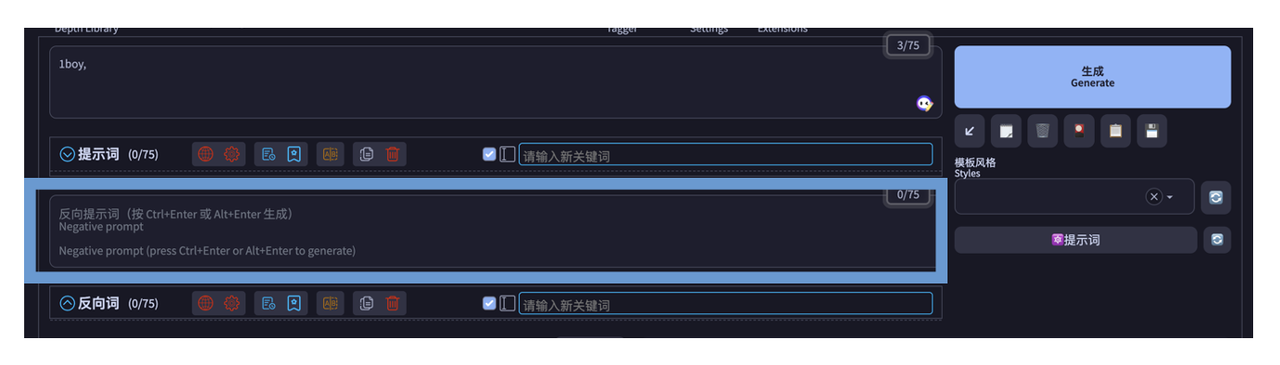 Depth Library Tagger Settings Extensions
3/75
1boy,
生成
Generate
提示词 (0/75)
请输入新关键词
模板风格
Styles
0/75
反向提示词（按 Ctrl+Enter 或 Alt+Enter 生成）
Negative prompt
Negative prompt (press Ctrl+Enter or Alt+Enter to generate)
提示词
反向词 (0/75)
请输入新关键词